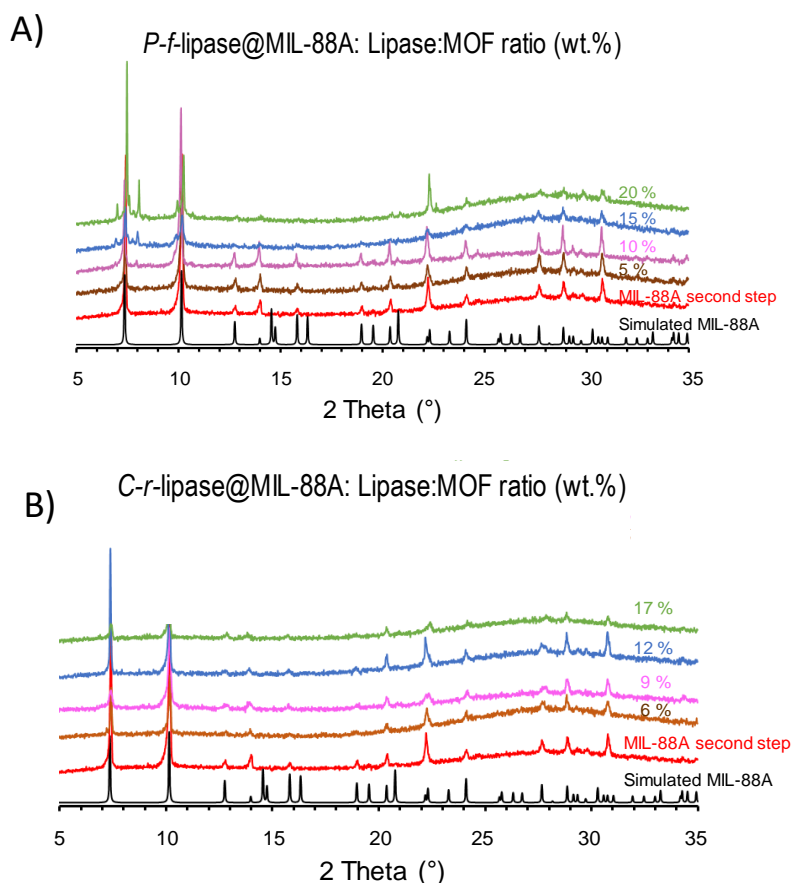 A)
P-f-lipase@MIL-88A: Lipase:MOF ratio (wt.%)
20 %
15 %
10 %
5 %
MIL-88A second step
Simulated MIL-88A
5 10 15 20 25 30 35
2 Theta (°)
B)
C-r-lipase@MIL-88A: Lipase:MOF ratio (wt.%)
17 %
12 %
9 %
6 %
MIL-88A second step
Simulated MIL-88A
5 10 15 20 25 30 35
2 Theta (°)